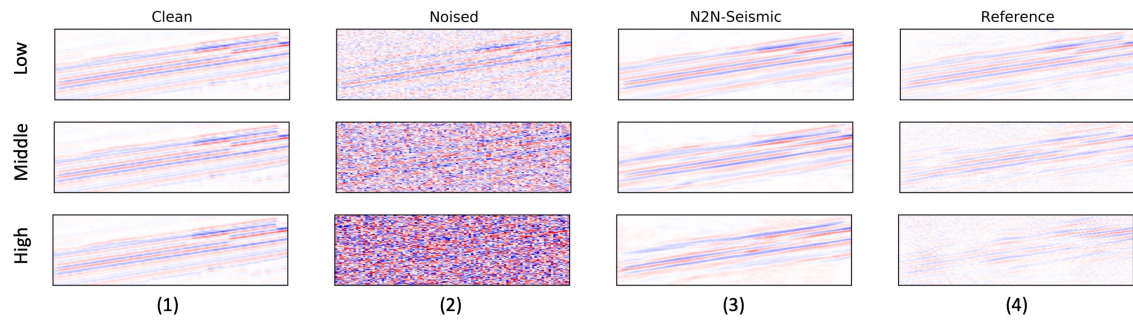 Clean Noised N2N-Seismic Reference
Low
Middle
High
(1) (2) (3) (4)